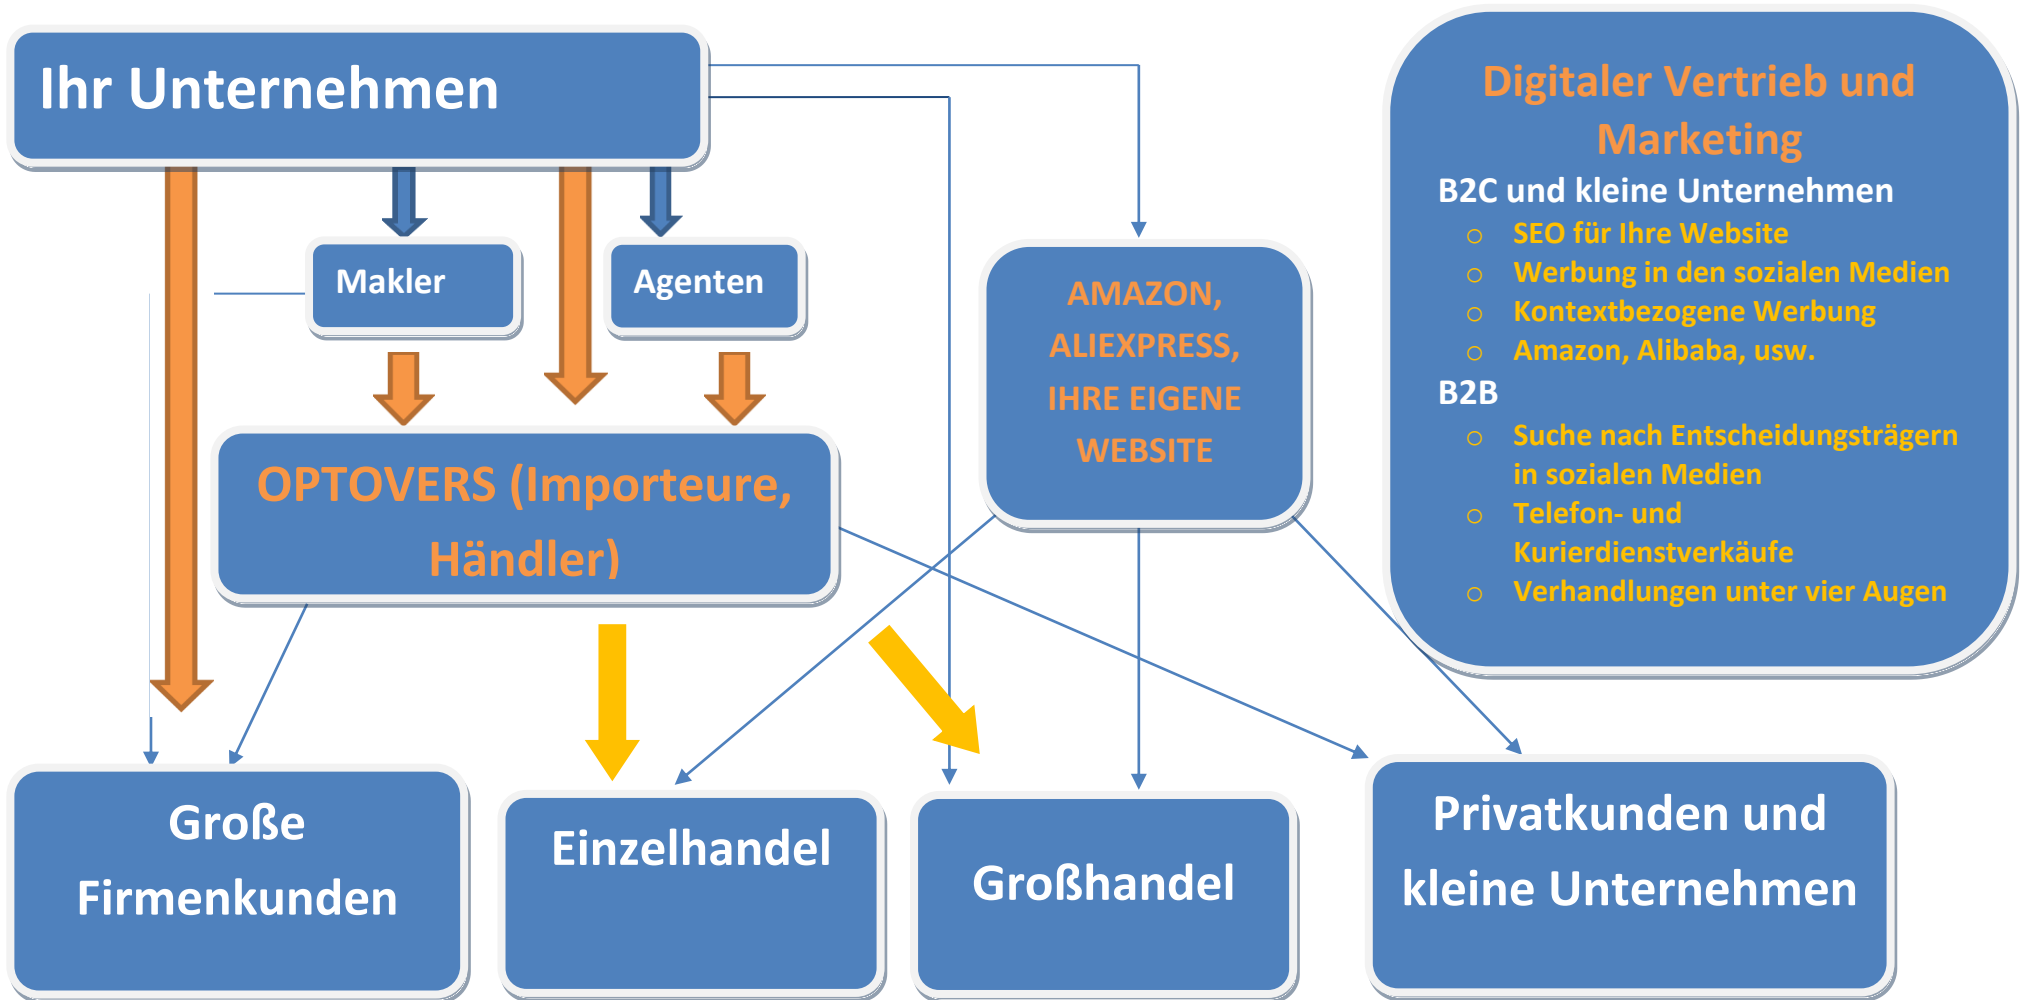 Ihr Unternehmen
Makler
Agenten
AMAZON,
ALIEXPRESS,
IHRE EIGENE
WEBSITE
OPTOVERS (Importeure,
Händler)
Große
Firmenkunden
Einzelhandel
Großhandel
Privatkunden und
kleine Unternehmen
Digitaler Vertrieb und
Marketing
B2C und kleine Unternehmen
o SEO für Ihre Website
o Werbung in den sozialen Medien
o Kontextbezogene Werbung
o Amazon, Alibaba, usw.
B2B
o Suche nach Entscheidungsträgern
in sozialen Medien
o Telefon- und
Kurierdienstverkäufe
o Verhandlungen unter vier Augen